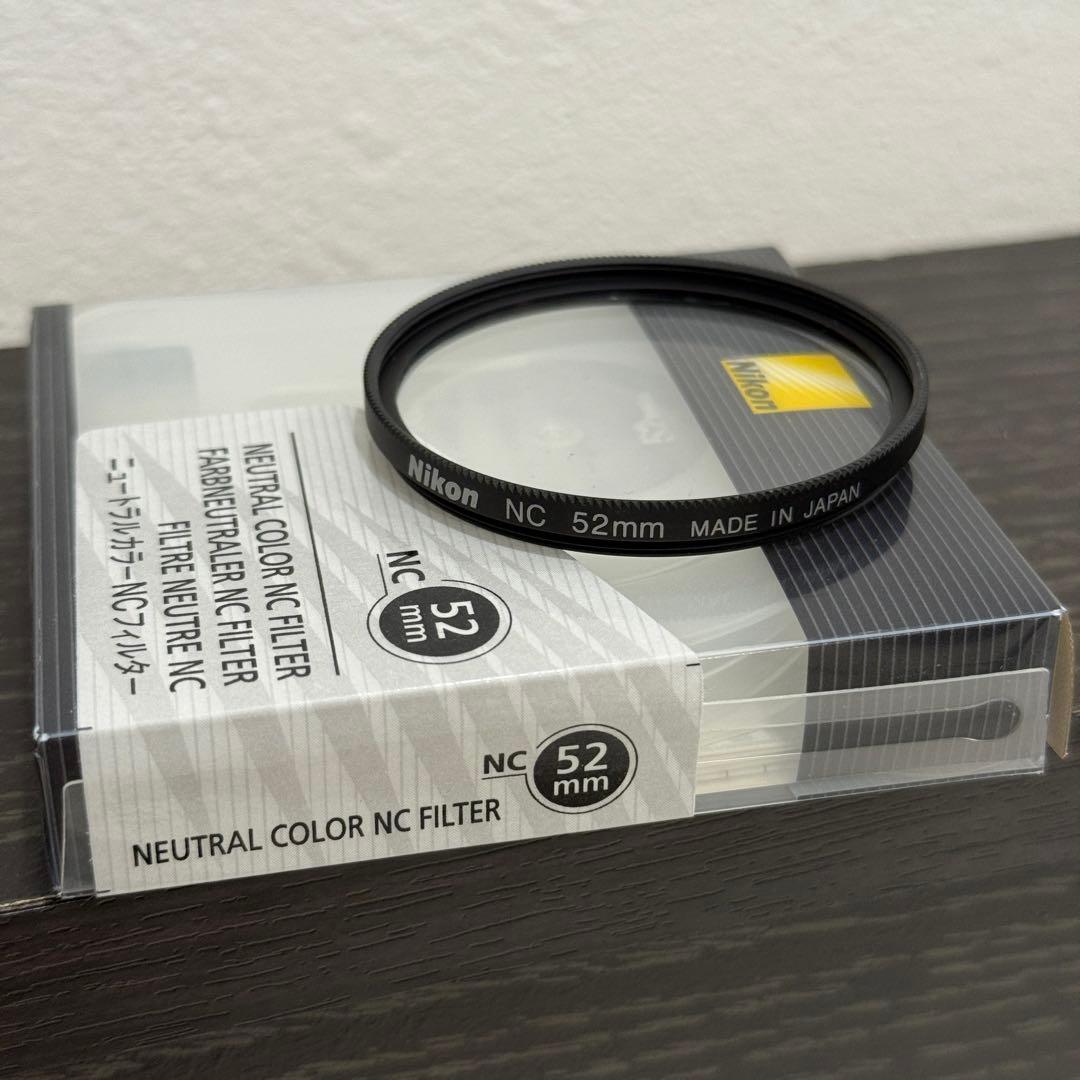 Nikon
Nikon NC 52mm MADE IN JAPAN
NEUTRAL COLOR NC FILTER
FARBNEUTRALER NC FILTER
FILTRE NEUTRE NC
ニュートラルカラーNCフィルター
NC 52 mm
NC 52 mm
NEUTRAL COLOR NC FILTER